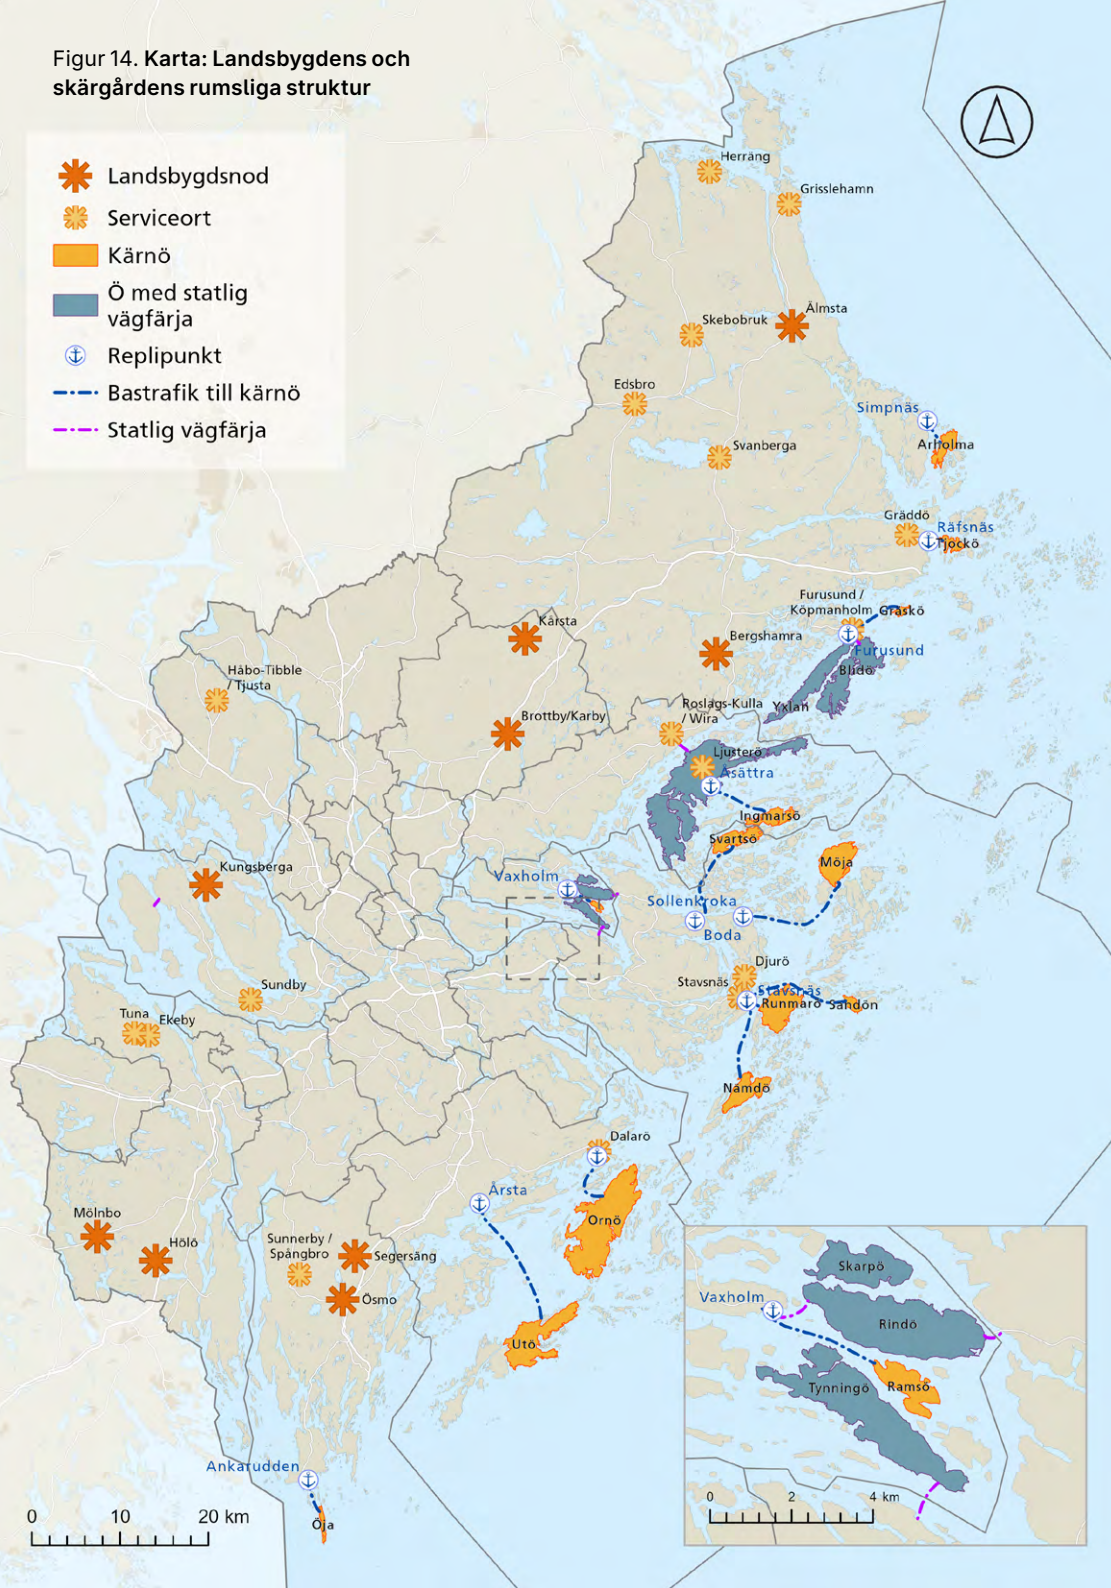 Figur 14. Karta: Landsbygdens och
skärgårdens rumsliga struktur
Landsbygdsnod
Serviceort
Kärnö
Ö med statlig
vägfärja
Replipunkt
Bastrafik till kärnö
Statlig vägfärja
Herräng
Grisslehamn
Älmsta
Skebobruk
Edsbro
Simpnäs
Arholma
Svanberga
Gräddö
Räfsnäs
Tjockö
Furusund /
Köpmanholm
Gräskö
Furusund
Blidö
Yxlan
Kårsta
Bergshamra
Håbo-Tibble
/ Tjusta
Roslags-Kulla
/ Wira
Brottby/Karby
Ljusterö
Åsättra
Ingmarsö
Svartsö
Möja
Kungsberga
Vaxholm
Sollenkroka
Boda
Djurö
Stavsnäs
Stavsnäs
Runmarö
Sandön
Sundby
Tuna
Ekeby
Nämdö
Dalarö
Årsta
Ornö
Mölnbo
Hölö
Sunnerby /
Spångbro
Segersäng
Ösmo
Utö
Ankarudden
Öja
0 10 20 km
Skarpö
Vaxholm
Rindö
Tynningö
Ramsö
0 2 4 km